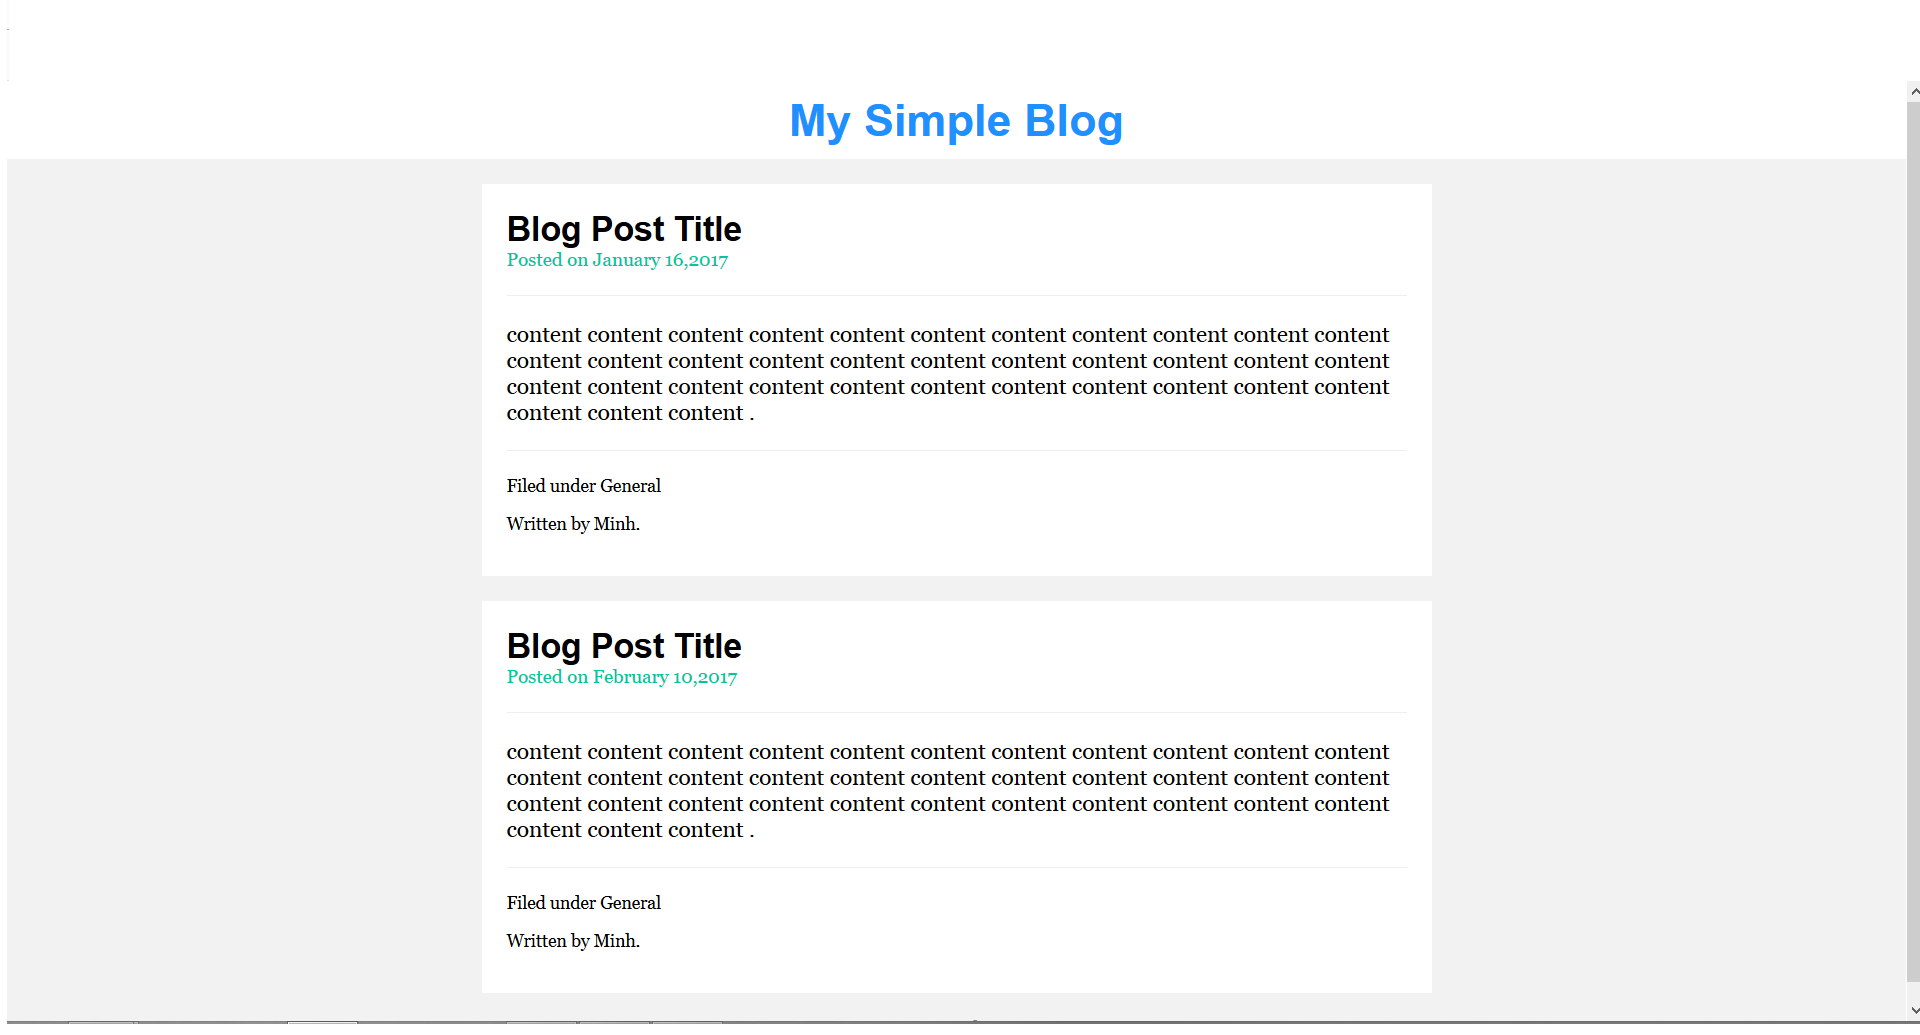 My Simple Blog
Blog Post Title
Posted on January 16,2017
content content content content content content content content content content content
content content content content content content content content content content content
content content content content content content content content content content content
content content content .
Filed under General
Written by Minh.
Blog Post Title
Posted on February 10,2017
content content content content content content content content content content content
content content content content content content content content content content content
content content content content content content content content content content content
content content content .
Filed under General
Written by Minh.